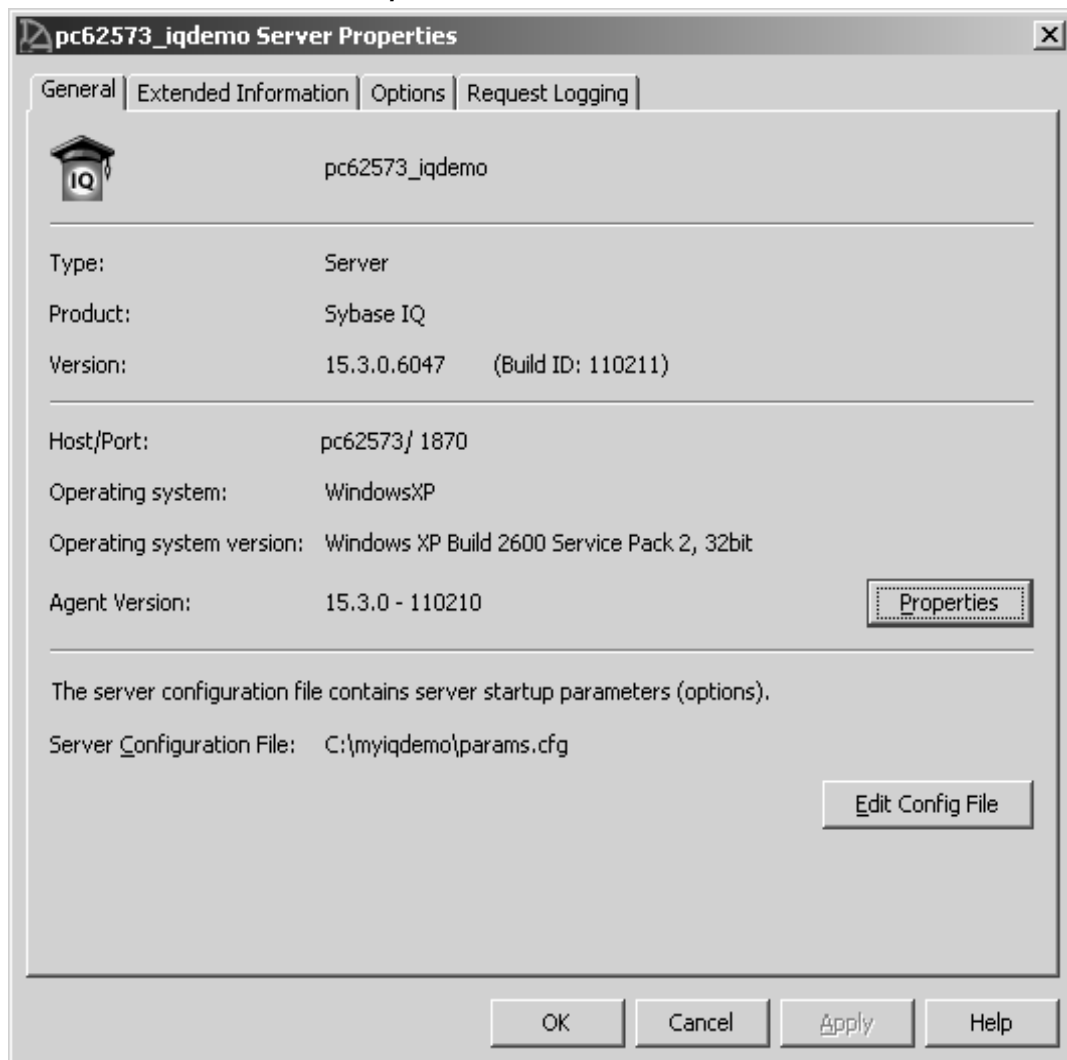 pc62573_iqdemo Server Properties
General Extended Information Options Request Logging
IQ pc62573_iqdemo
Type: Server
Product: Sybase IQ
Version: 15.3.0.6047 (Build ID: 110211)
Host/Port: pc62573/ 1870
Operating system: WindowsXP
Operating system version: Windows XP Build 2600 Service Pack 2, 32bit
Agent Version: 15.3.0 - 110210 Properties
The server configuration file contains server startup parameters (options).
Server Configuration File: C:\myiqdemo\params.cfg
Edit Config File
OK Cancel Apply Help